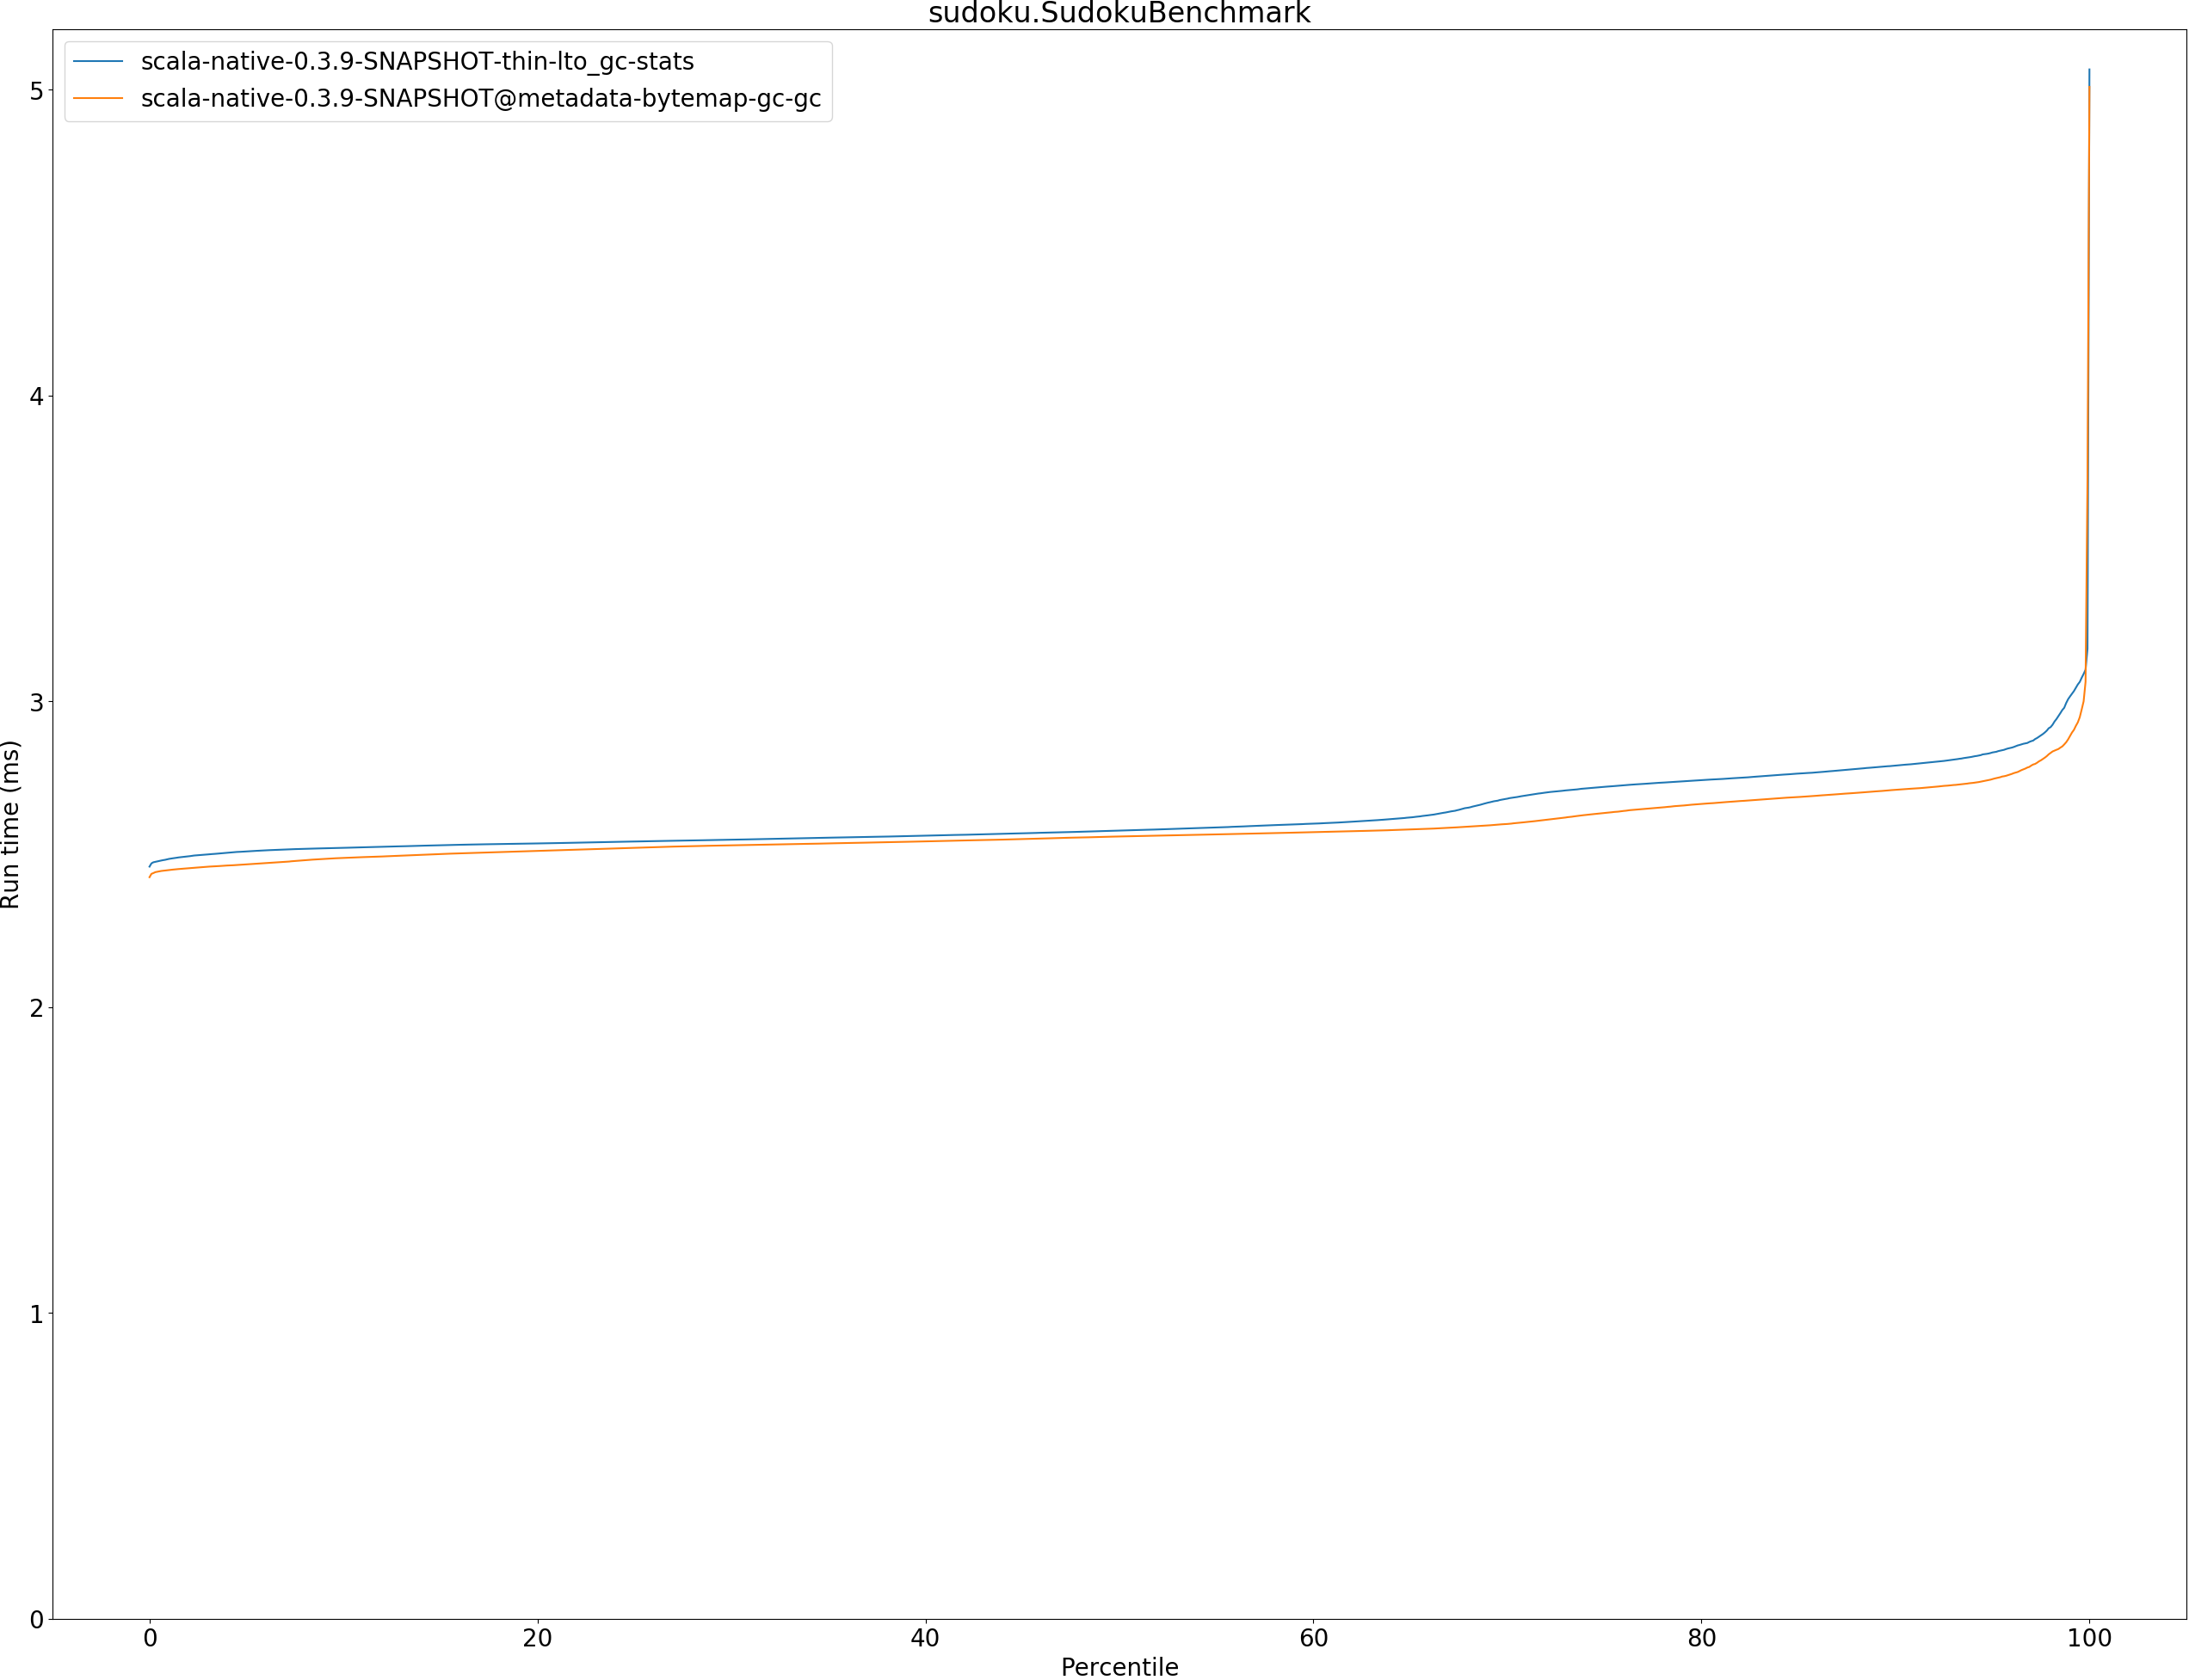 sudoku.SudokuBenchmark
scala-native-0.3.9-SNAPSHOT-thin-lto_gc-stats
scala-native-0.3.9-SNAPSHOT@metadata-bytemap-gc-gc
Run time (ms)
5
4
3
2
1
0
0 20 40 60 80 100
Percentile